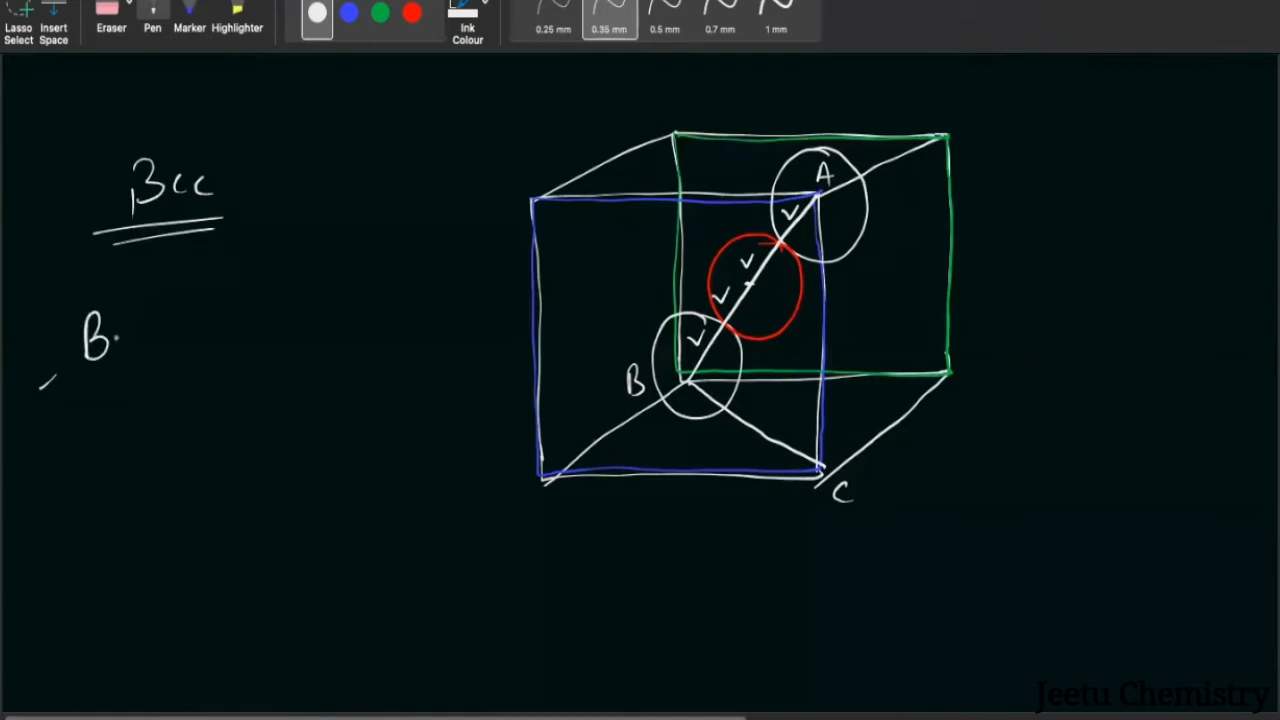 Lasso Select
Insert Space
Eraser
Pen
Marker
Highlighter
Ink Colour
0.25 mm
0.35 mm
0.5 mm
0.7 mm
1 mm
Bcc
A
B
C
B.
Jeetu Chemistry